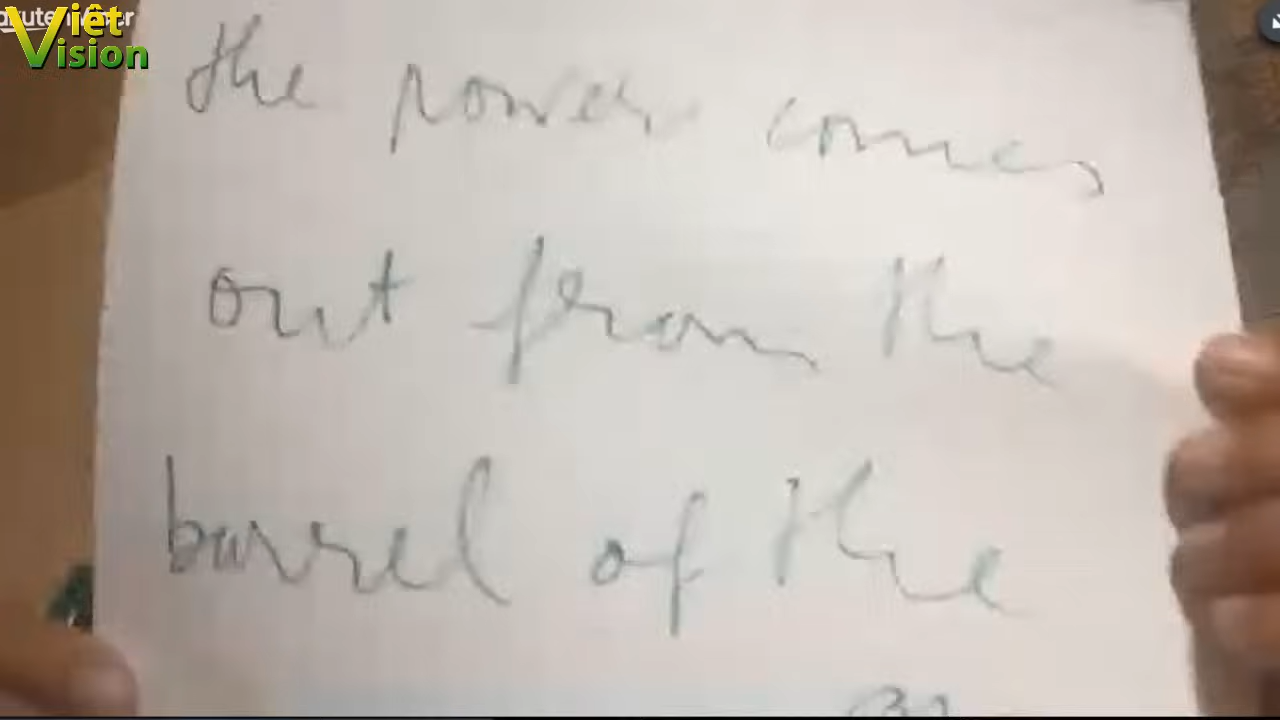 Việt
Vision
the power comes
out from the
barrel of the